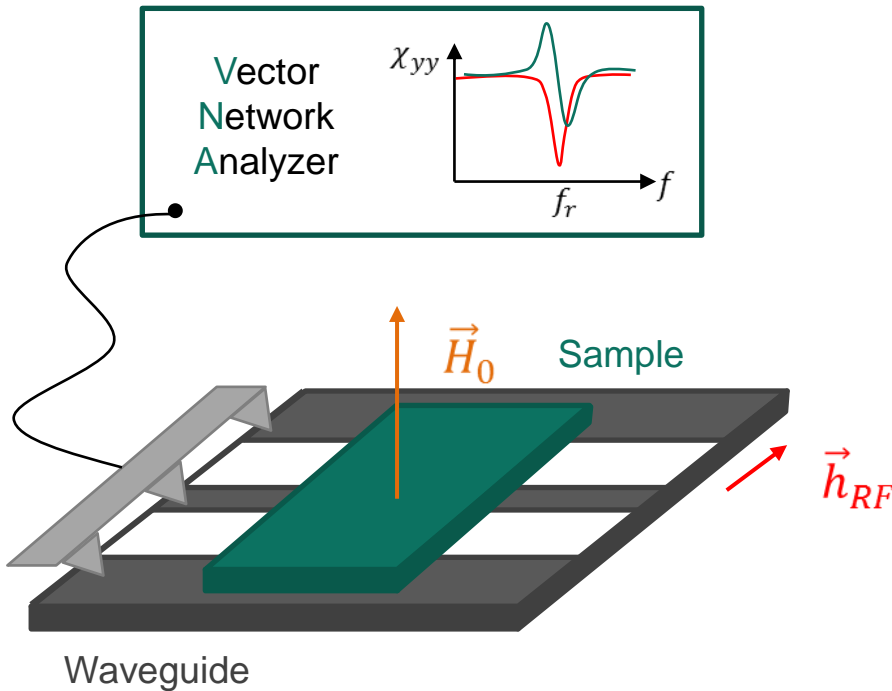 Vector
Network
Analyzer
χyy
fr
f
H⃗0
Sample
h⃗RF
Waveguide